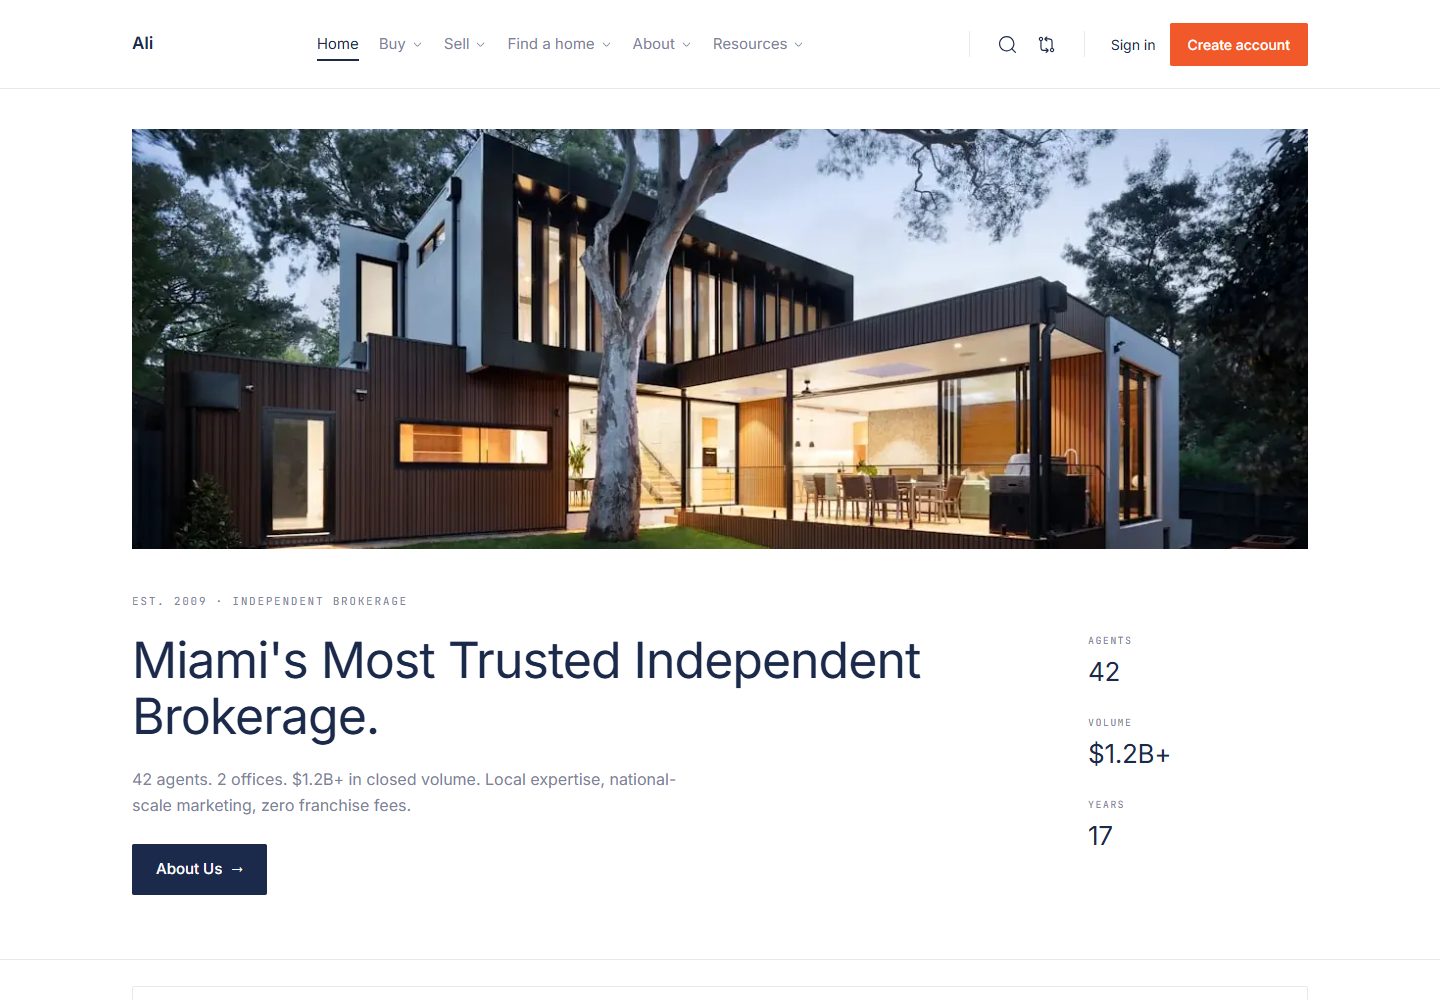 Ali
Home
Buy
Sell
Find a home
About
Resources
Sign in
Create account
EST. 2009 · INDEPENDENT BROKERAGE
Miami's Most Trusted Independent
Brokerage.
42 agents. 2 offices. $1.2B+ in closed volume. Local expertise, national-
scale marketing, zero franchise fees.
About Us →
AGENTS
42
VOLUME
$1.2B+
YEARS
17